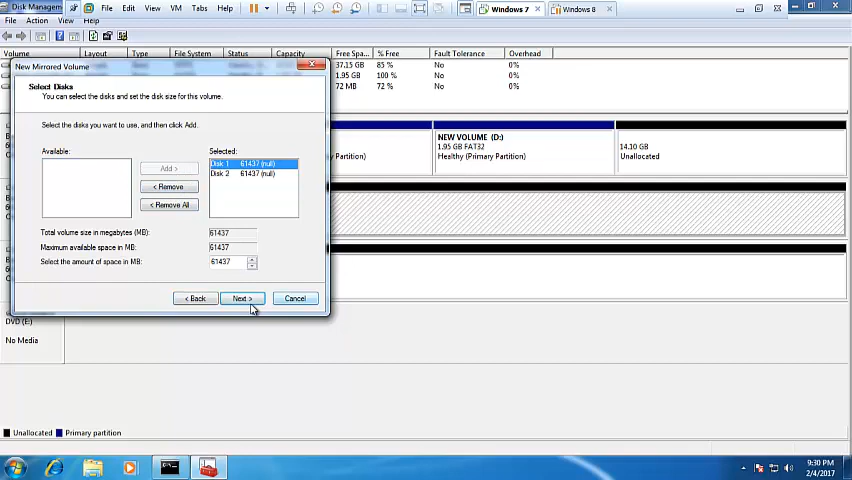 Disk Managem
File Edit View VM Tabs Help
Windows 7 Windows 8
File Action View Help
Volume Layout Type File System Status Capacity Free Spa... % Free Fault Tolerance Overhead
37.15 GB 85 % No 0%
1.95 GB 100 % No 0%
72 MB 72 % No 0%
New Mirrored Volume
Select Disks
You can select the disks and set the disk size for this volume.
Select the disks you want to use, and then click Add.
Available: Selected:
Add >
< Remove
< Remove All
Disk 1 61437 (null)
Disk 2 61437 (null)
Total volume size in megabytes (MB): 61437
Maximum available space in MB: 61437
Select the amount of space in MB: 61437
< Back Next > Cancel
Partition)
NEW VOLUME (D:)
1.95 GB FAT32
Healthy (Primary Partition)
14.10 GB
Unallocated
DVD (E:)
No Media
Unallocated Primary partition
9:30 PM
2/4/2017